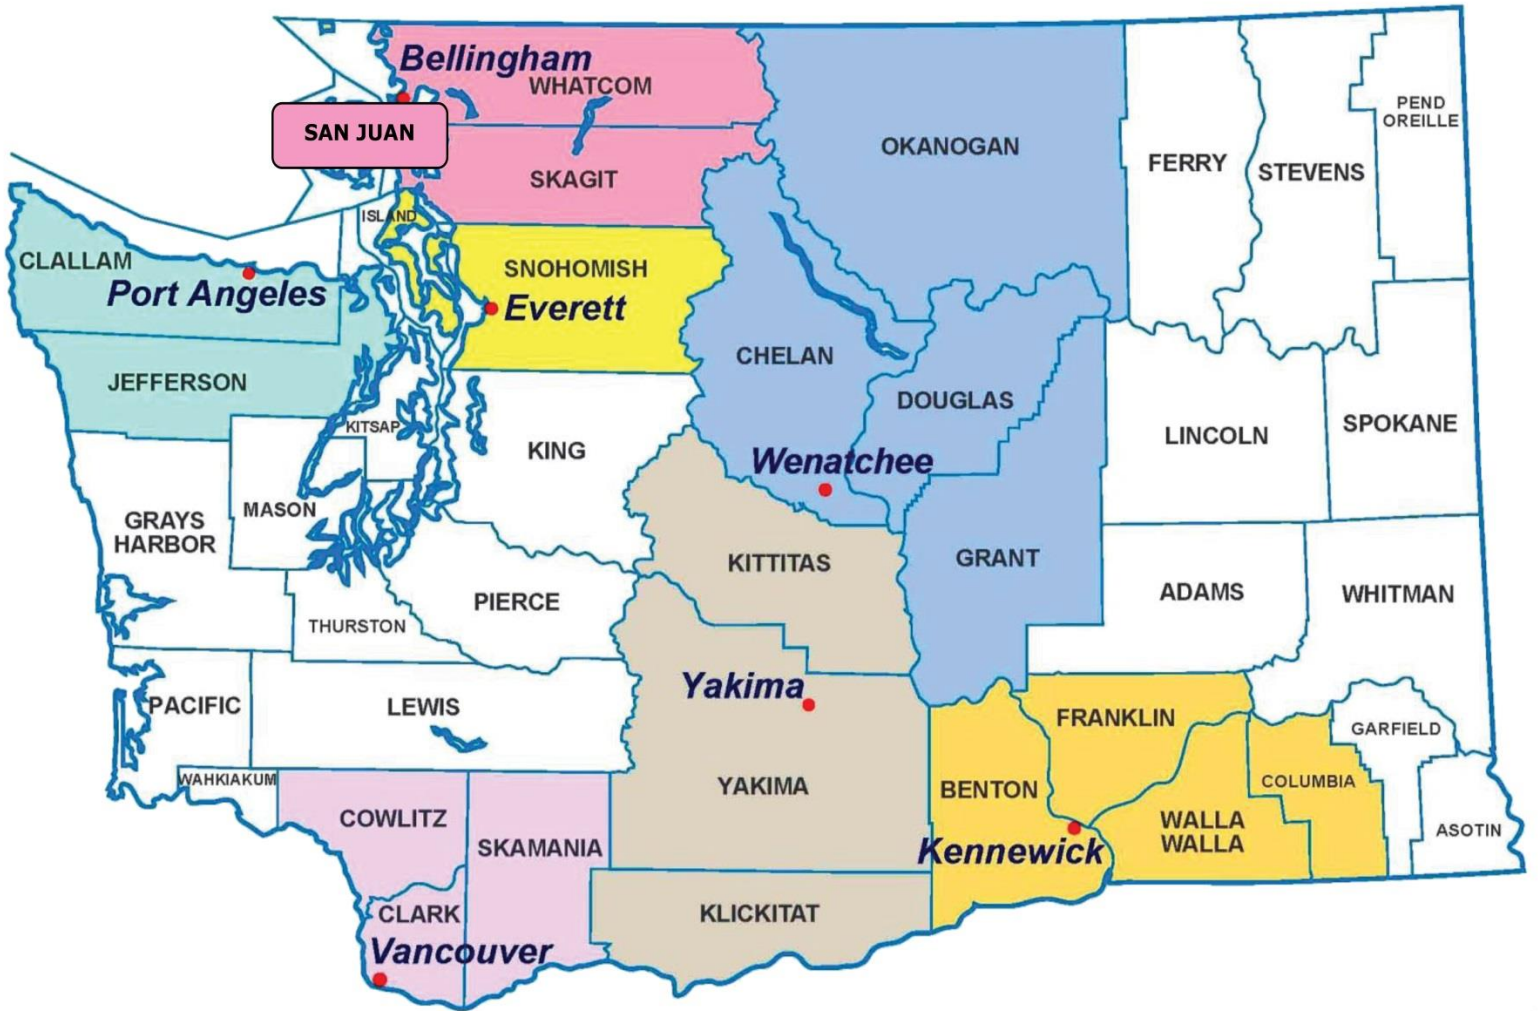 Bellingham
WHATCOM
SAN JUAN
SKAGIT
OKANOGAN
FERRY
STEVENS
PEND
OREILLE
ISLAND
CLALLAM
Port Angeles
SNOHOMISH
Everett
JEFFERSON
CHELAN
DOUGLAS
KITSAP
KING
Wenatchee
LINCOLN
SPOKANE
GRAYS
HARBOR
MASON
KITTITAS
GRANT
ADAMS
WHITMAN
PIERCE
THURSTON
Yakima
PACIFIC
LEWIS
FRANKLIN
GARFIELD
WAHKIAKUM
YAKIMA
BENTON
COLUMBIA
COWLITZ
SKAMANIA
WALLA
WALLA
ASOTIN
Kennewick
CLARK
KLICKITAT
Vancouver